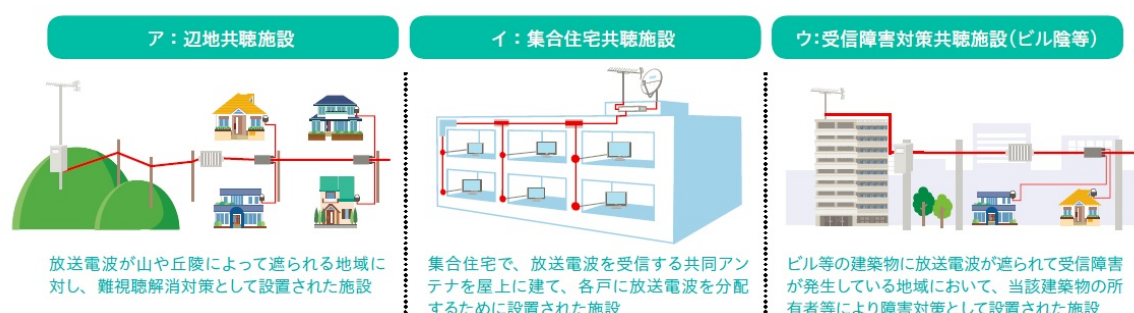 ア：辺地共聴施設
放送電波が山や丘陵によって遮られる地域に
対し、難視聴解消対策として設置された施設
イ：集合住宅共聴施設
集合住宅で、放送電波を受信する共同アン
テナを屋上に建て、各戸に放送電波を分配
するために設置された施設
ウ:受信障害対策共聴施設(ビル陰等)
ビル等の建築物に放送電波が遮られて受信障害
が発生している地域において、当該建築物の所
有者等により障害対策として設置された施設